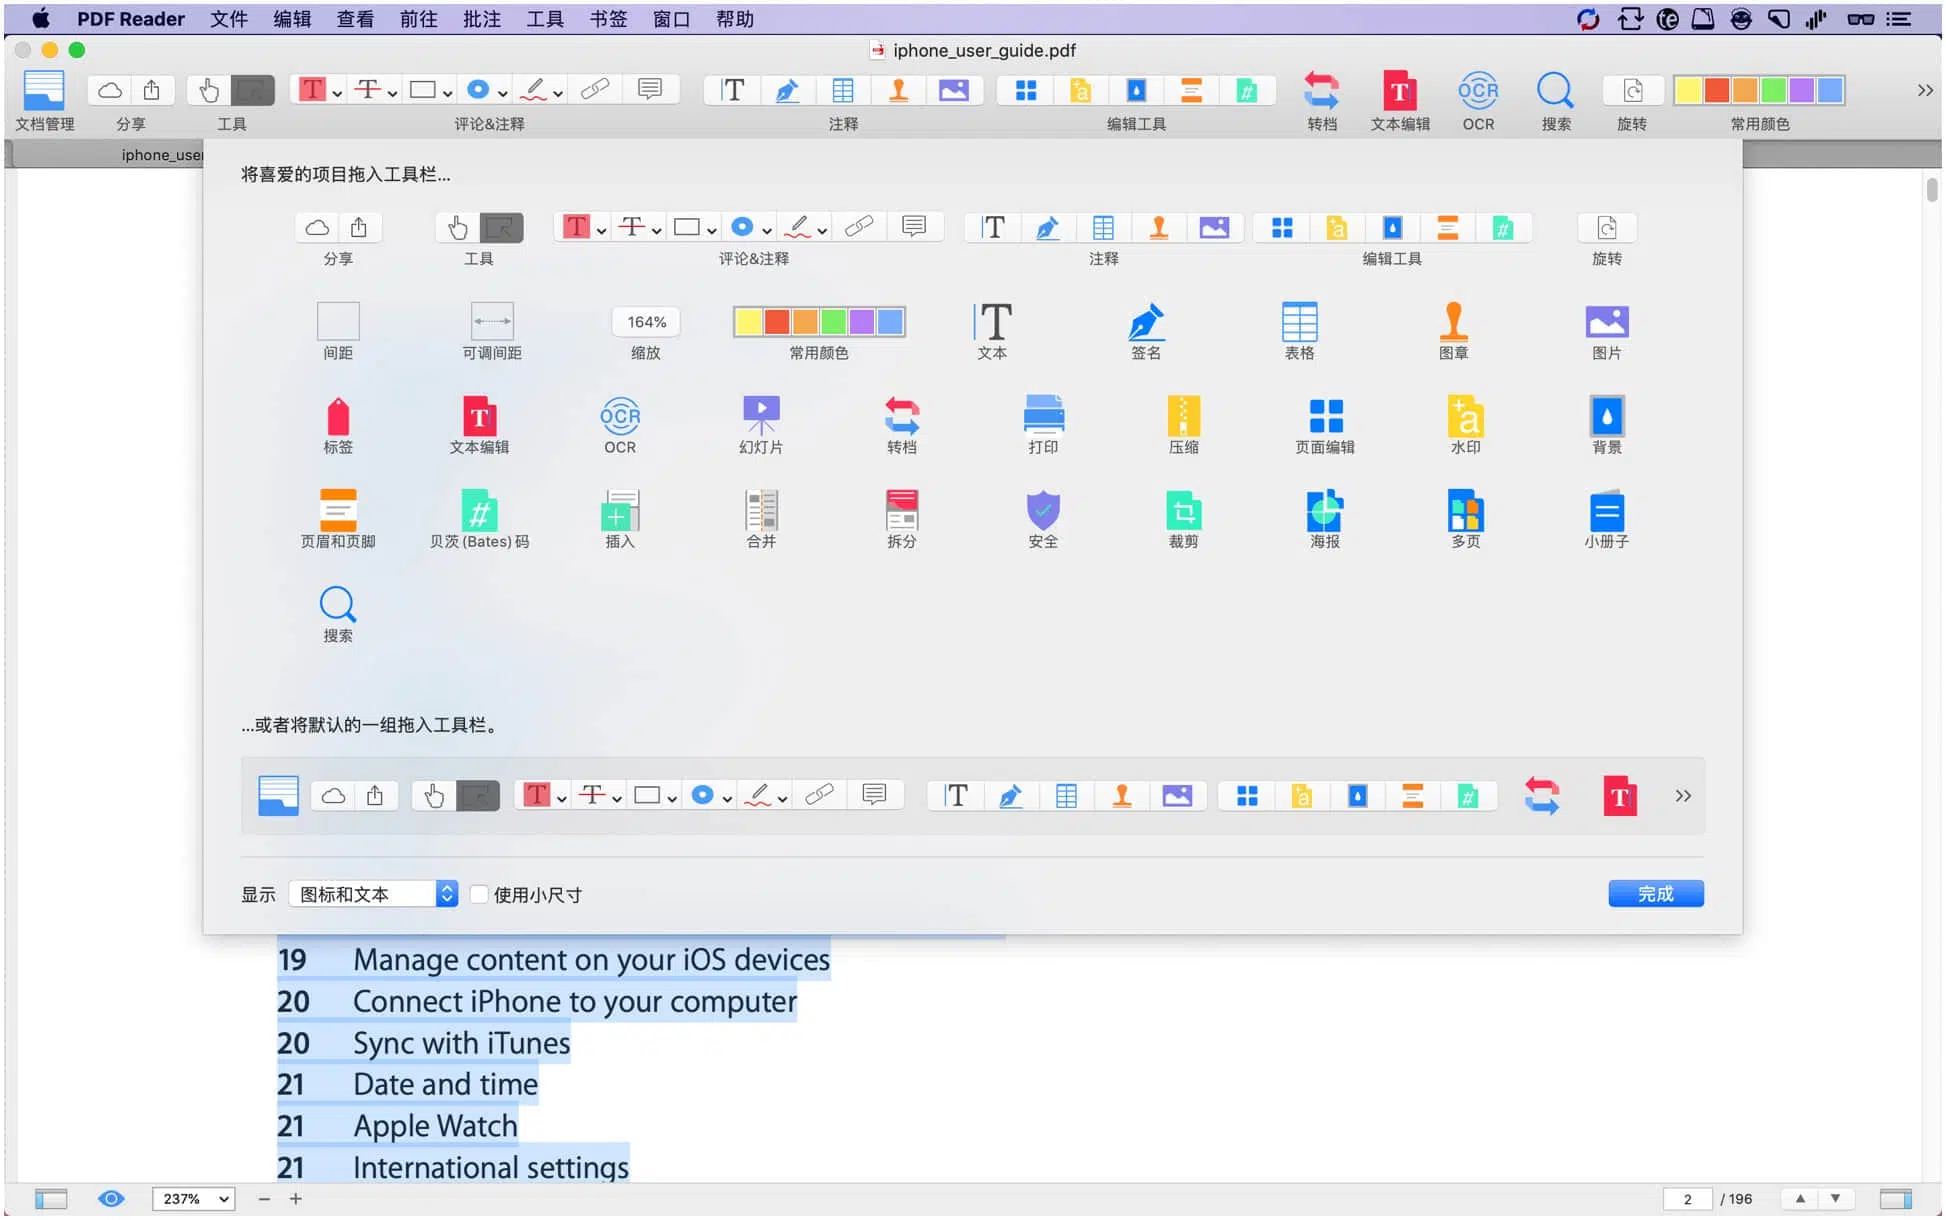 PDF Reader 文件 编辑 查看 前往 批注 工具 书签 窗口 帮助
iphone_user_guide.pdf
文档管理 分享 工具 评论&注释 注释 编辑工具 转档 文本编辑 OCR 搜索 旋转 常用颜色
iphone_use
将喜爱的项目拖入工具栏...
分享 工具 评论&注释 注释 编辑工具 旋转
164%
间距 可调间距 缩放 常用颜色 文本 签名 表格 图章 图片
OCR
标签 文本编辑 OCR 幻灯片 转档 打印 压缩 页面编辑 水印 背景
页眉和页脚 贝茨(Bates)码 插入 合并 拆分 安全 裁剪 海报 多页 小册子
搜索
...或者将默认的一组拖入工具栏。
显示 图标和文本 使用小尺寸 完成
19 Manage content on your iOS devices
20 Connect iPhone to your computer
20 Sync with iTunes
21 Date and time
21 Apple Watch
21 International settings
237% 2 / 196